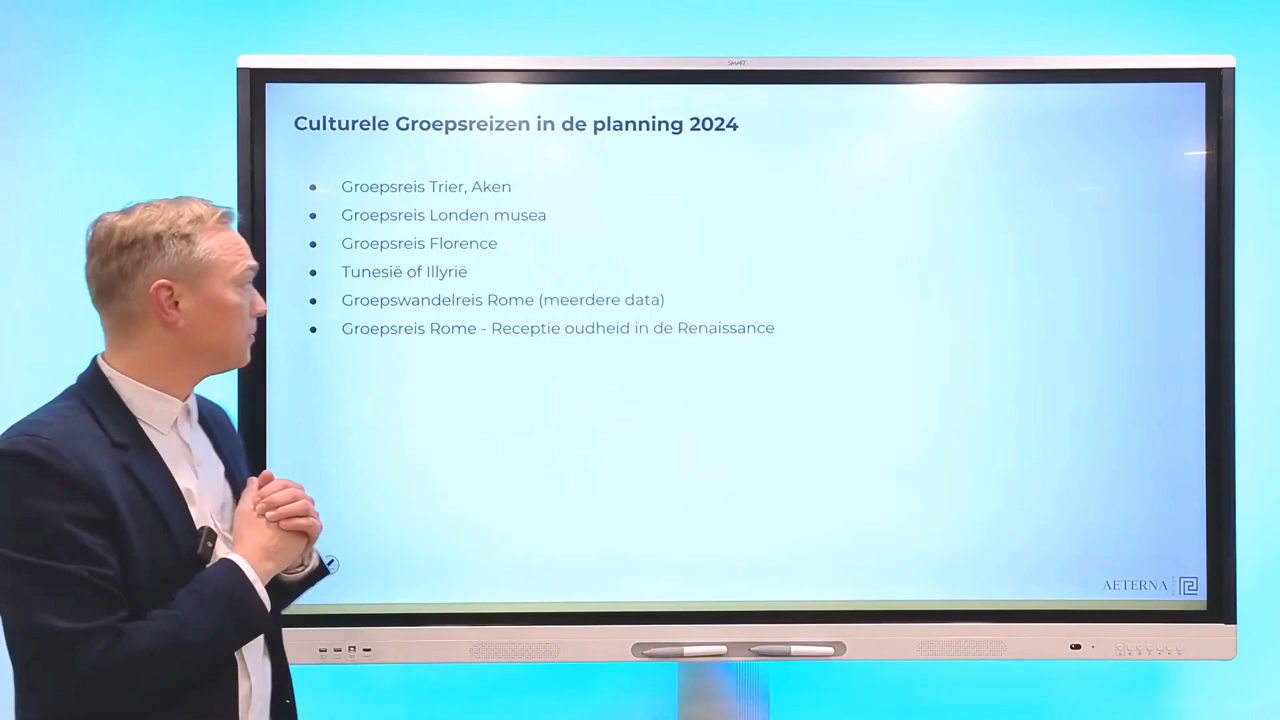 SMART
Culturele Groepsreizen in de planning 2024
• Groepsreis Trier, Aken
• Groepsreis Londen musea
• Groepsreis Florence
• Tunesië of Illyrië
• Groepswandelreis Rome (meerdere data)
• Groepsreis Rome - Receptie oudheid in de Renaissance
AETERNA